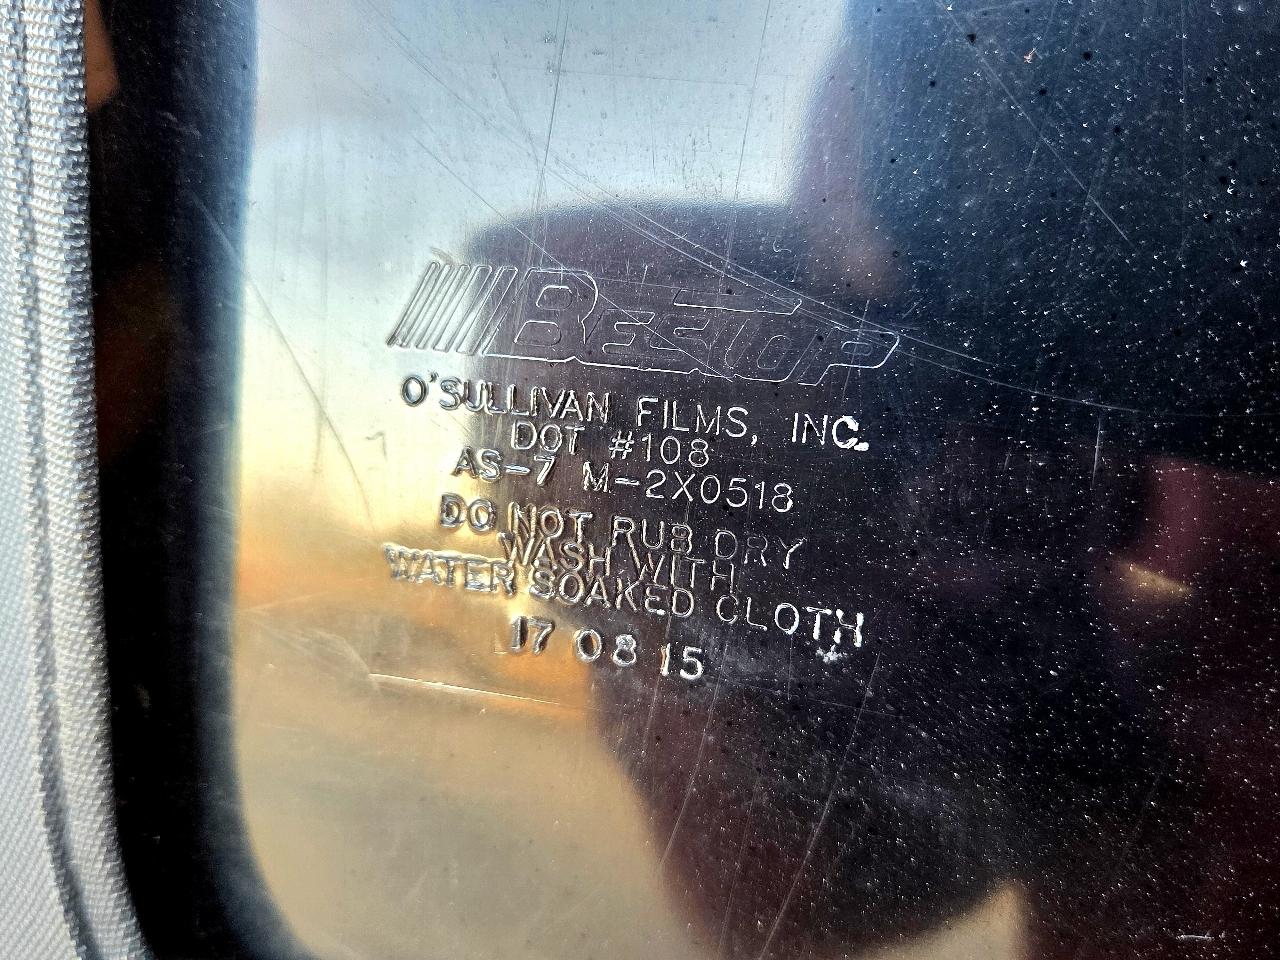 BESTOP
O'SULLIVAN FILMS, INC.
DOT #108
AS-7 M-2X0518
DO NOT RUB DRY
WASH WITH
WATER SOAKED CLOTH
17 08 15